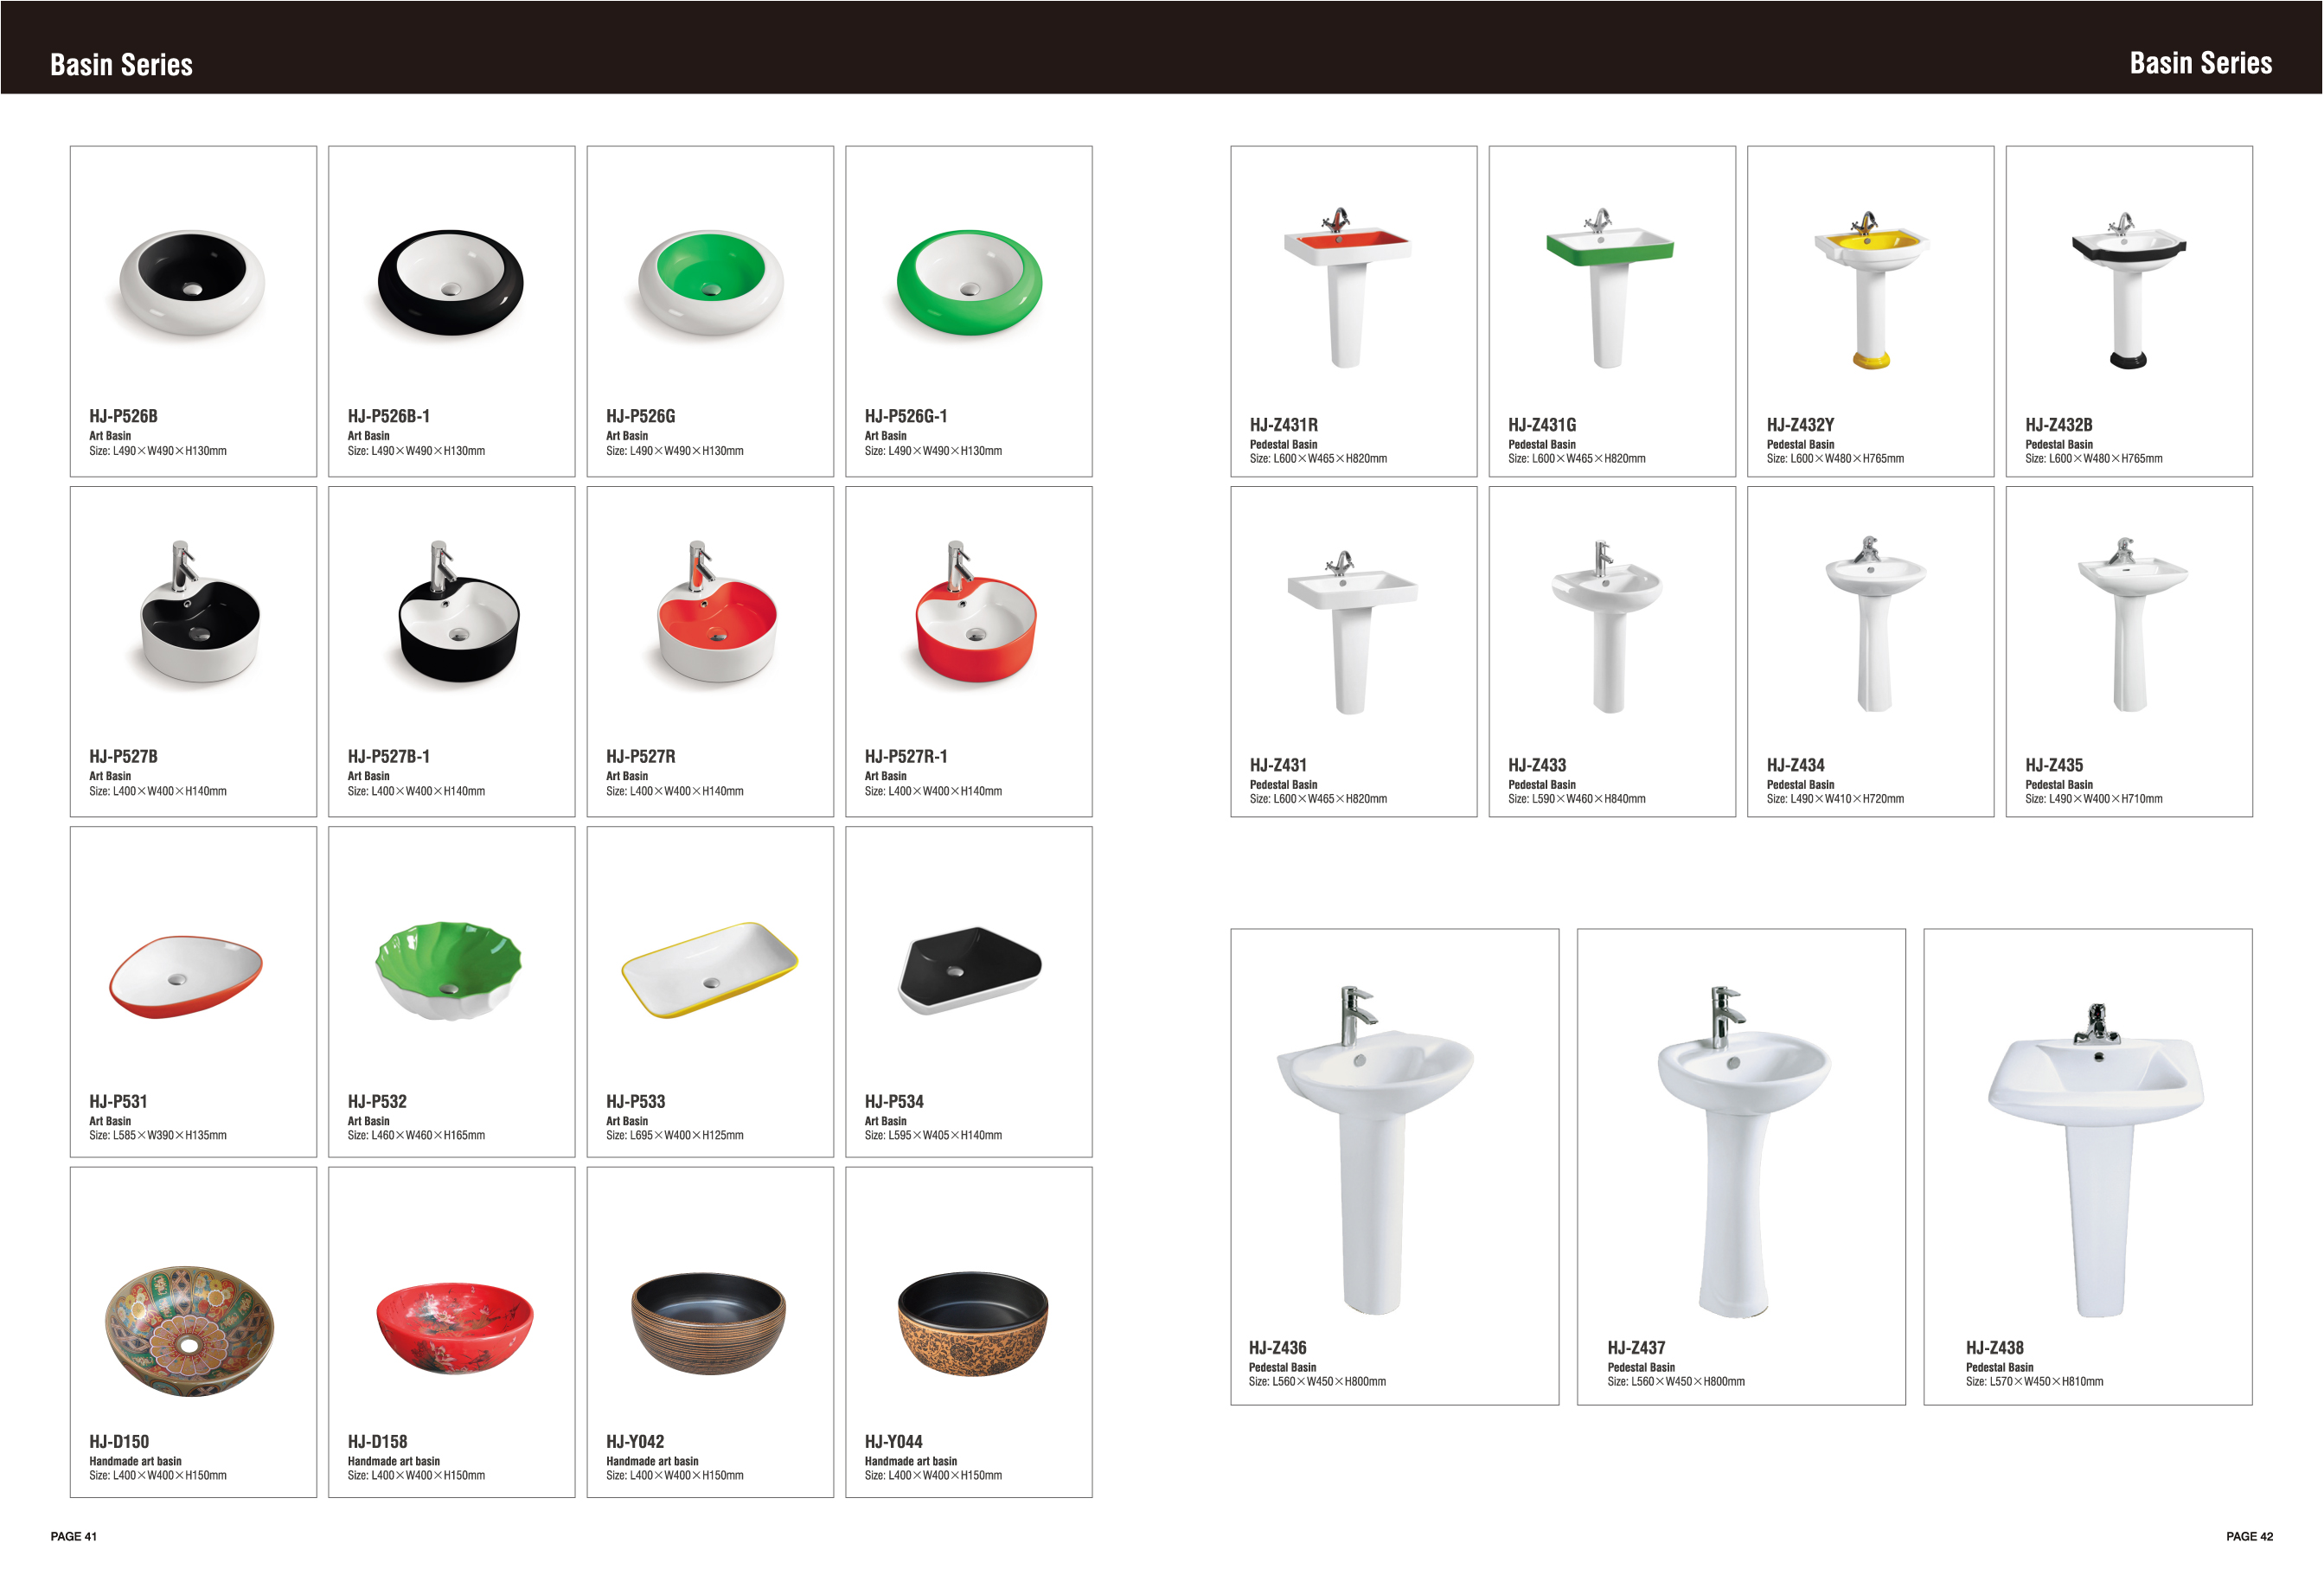 Basin Series
Basin Series
HJ-P526B
Art Basin
Size: L490×W490×H130mm
HJ-P526B-1
Art Basin
Size: L490×W490×H130mm
HJ-P526G
Art Basin
Size: L490×W490×H130mm
HJ-P526G-1
Art Basin
Size: L490×W490×H130mm
HJ-P527B
Art Basin
Size: L400×W400×H140mm
HJ-P527B-1
Art Basin
Size: L400×W400×H140mm
HJ-P527R
Art Basin
Size: L400×W400×H140mm
HJ-P527R-1
Art Basin
Size: L400×W400×H140mm
HJ-P531
Art Basin
Size: L585×W390×H135mm
HJ-P532
Art Basin
Size: L460×W460×H165mm
HJ-P533
Art Basin
Size: L695×W400×H125mm
HJ-P534
Art Basin
Size: L595×W405×H140mm
HJ-D150
Handmade art basin
Size: L400×W400×H150mm
HJ-D158
Handmade art basin
Size: L400×W400×H150mm
HJ-Y042
Handmade art basin
Size: L400×W400×H150mm
HJ-Y044
Handmade art basin
Size: L400×W400×H150mm
PAGE 41
HJ-Z431R
Pedestal Basin
Size: L600×W465×H820mm
HJ-Z431G
Pedestal Basin
Size: L600×W465×H820mm
HJ-Z432Y
Pedestal Basin
Size: L600×W480×H765mm
HJ-Z432B
Pedestal Basin
Size: L600×W480×H765mm
HJ-Z431
Pedestal Basin
Size: L600×W465×H820mm
HJ-Z433
Pedestal Basin
Size: L590×W460×H840mm
HJ-Z434
Pedestal Basin
Size: L490×W410×H720mm
HJ-Z435
Pedestal Basin
Size: L490×W400×H710mm
HJ-Z436
Pedestal Basin
Size: L560×W450×H800mm
HJ-Z437
Pedestal Basin
Size: L560×W450×H800mm
HJ-Z438
Pedestal Basin
Size: L570×W450×H810mm
PAGE 42